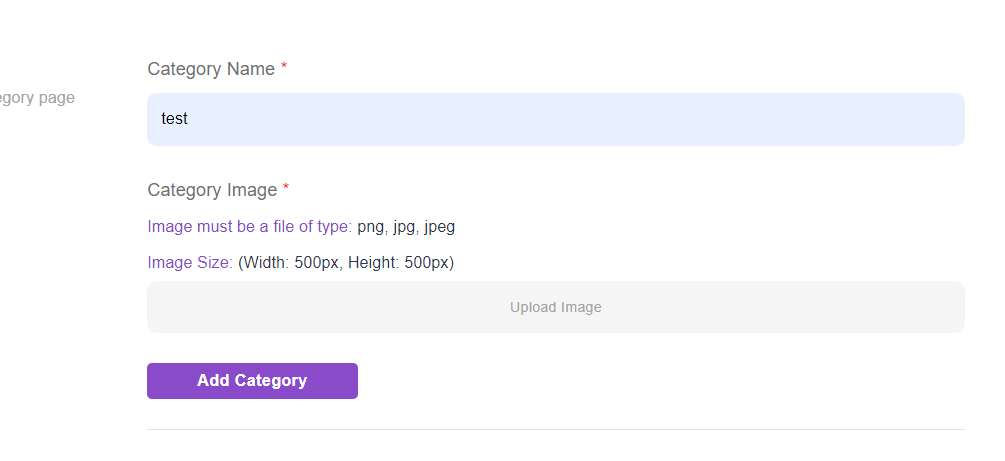 Category Name *
egory page
test
Category Image *
Image must be a file of type: png, jpg, jpeg
Image Size: (Width: 500px, Height: 500px)
Upload Image
Add Category